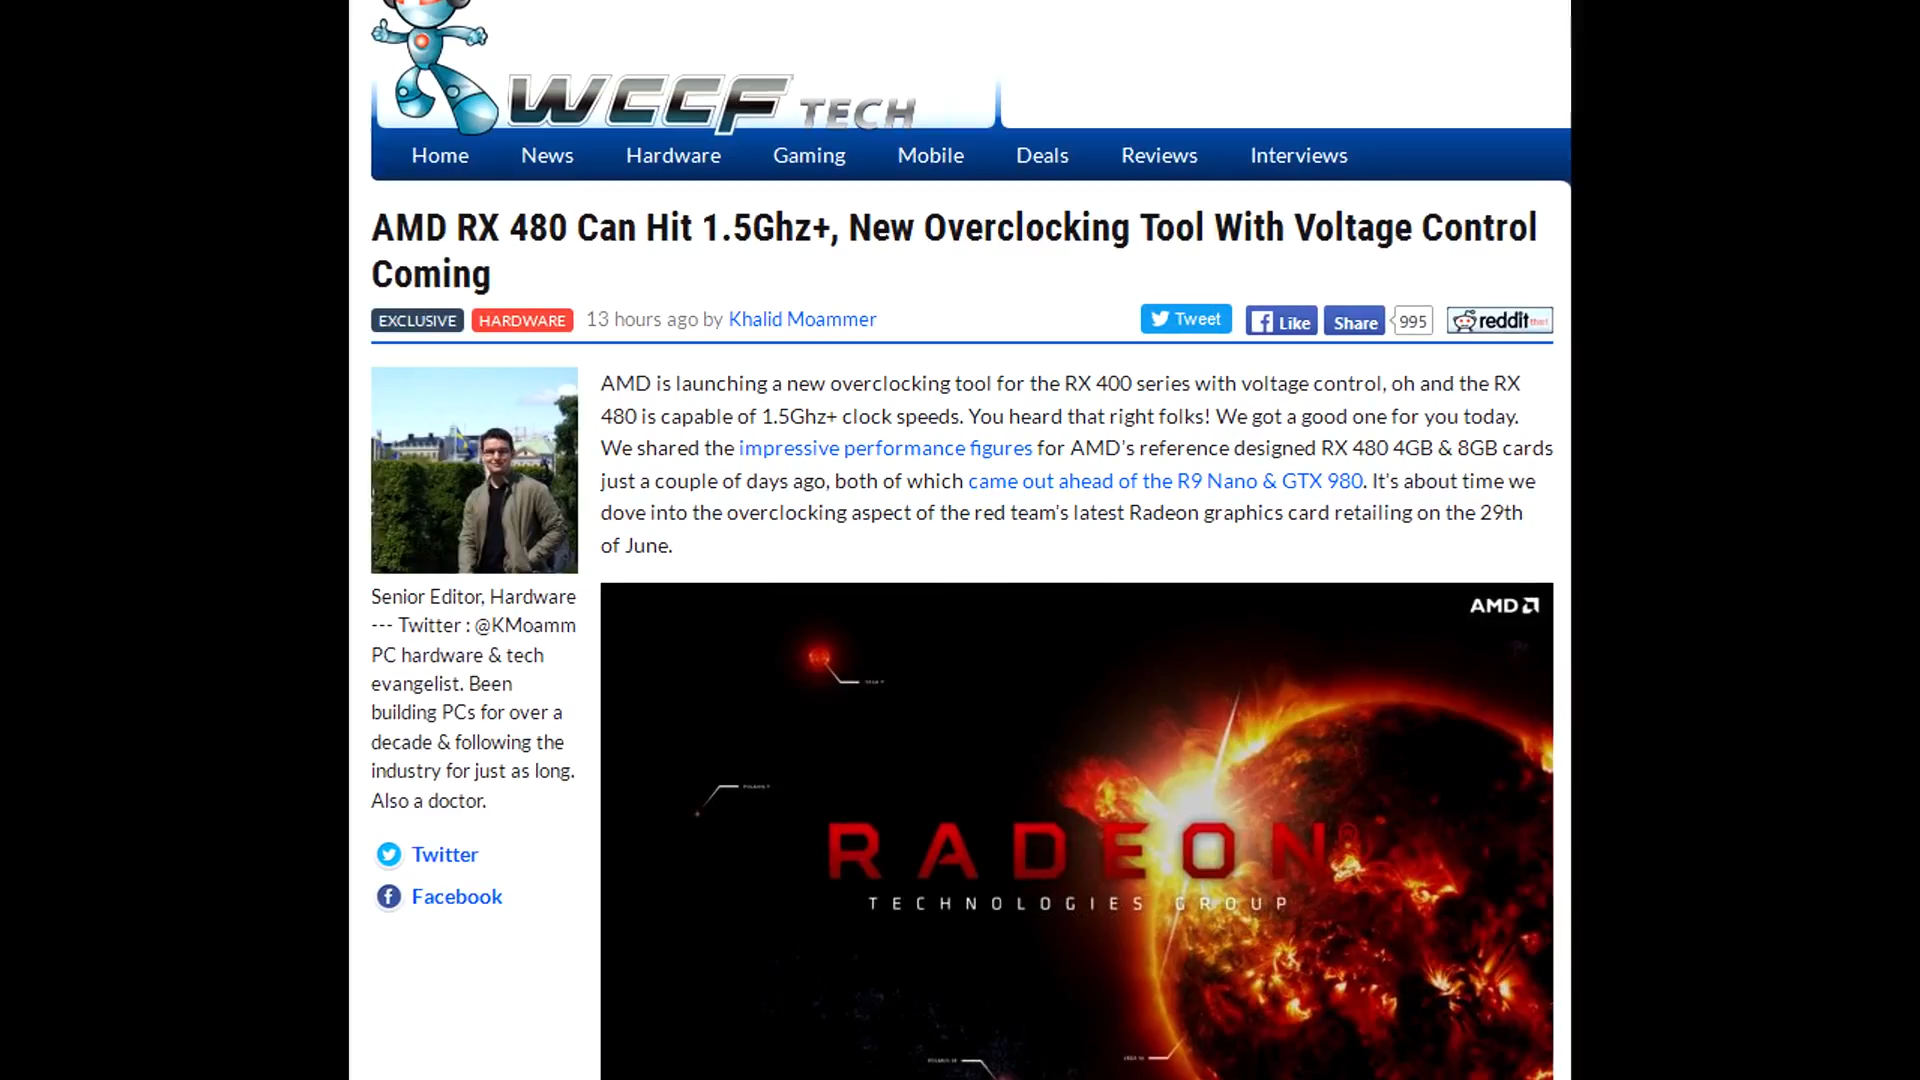 WCCF TECH
Home News Hardware Gaming Mobile Deals Reviews Interviews
AMD RX 480 Can Hit 1.5Ghz+, New Overclocking Tool With Voltage Control
Coming
EXCLUSIVE HARDWARE 13 hours ago by Khalid Moammer
Tweet Like Share 995 reddit this!
AMD is launching a new overclocking tool for the RX 400 series with voltage control, oh and the RX
480 is capable of 1.5Ghz+ clock speeds. You heard that right folks! We got a good one for you today.
We shared the impressive performance figures for AMD's reference designed RX 480 4GB & 8GB cards
just a couple of days ago, both of which came out ahead of the R9 Nano & GTX 980. It's about time we
dove into the overclocking aspect of the red team's latest Radeon graphics card retailing on the 29th
of June.
Senior Editor, Hardware
--- Twitter : @KMoamm
PC hardware & tech
evangelist. Been
building PCs for over a
decade & following the
industry for just as long.
Also a doctor.
Twitter
Facebook
AMD
RADEON
TECHNOLOGIES GROUP